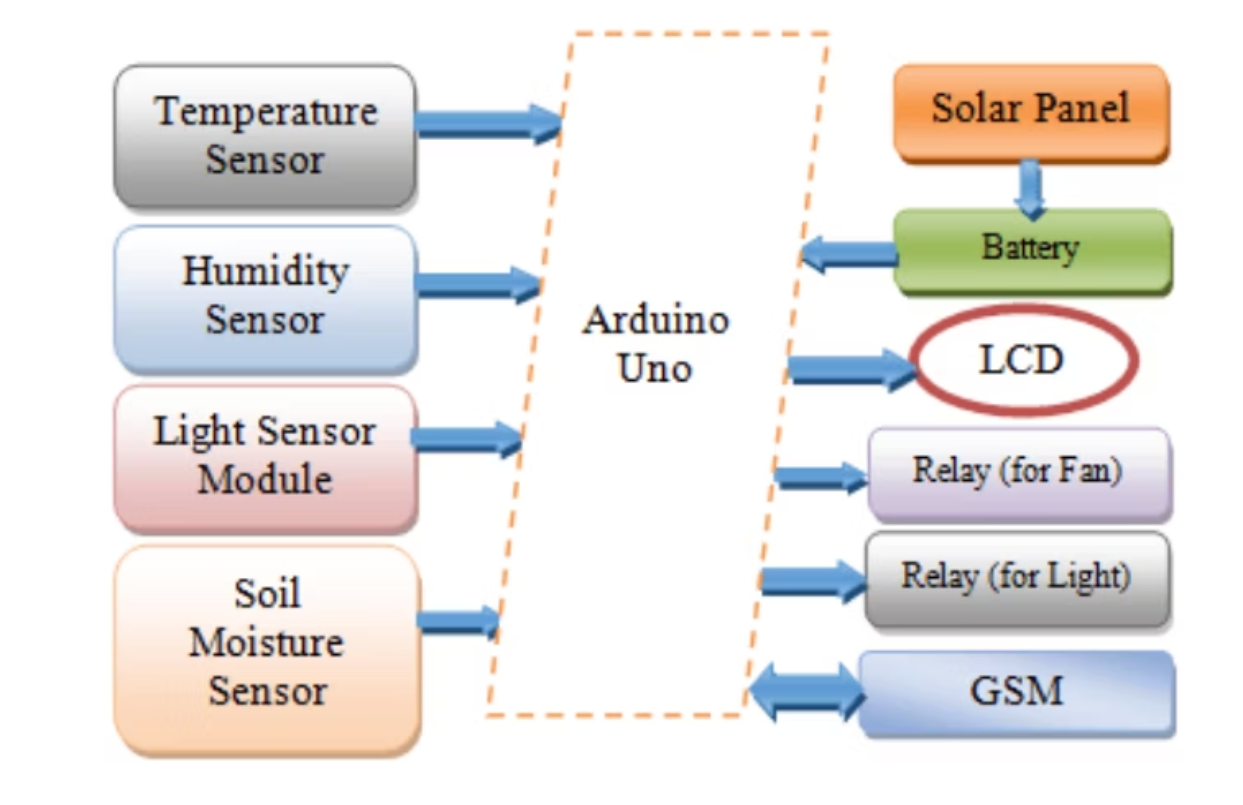 Temperature
Sensor
Humidity
Sensor
Light Sensor
Module
Soil
Moisture
Sensor
Arduino
Uno
Solar Panel
Battery
LCD
Relay (for Fan)
Relay (for Light)
GSM